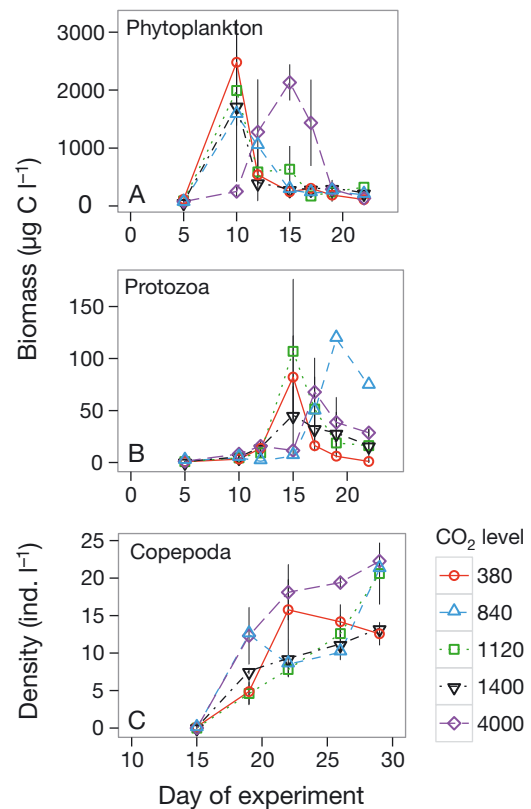 Phytoplankton
3000
2000
1000
0
A
0 5 10 15 20
Biomass (µg C l⁻¹)
Protozoa
150
100
50
0
B
0 5 10 15 20
Copepoda
25
20
15
10
5
0
C
10 15 20 25 30
Density (ind. l⁻¹)
Day of experiment
CO₂ level
380
840
1120
1400
4000